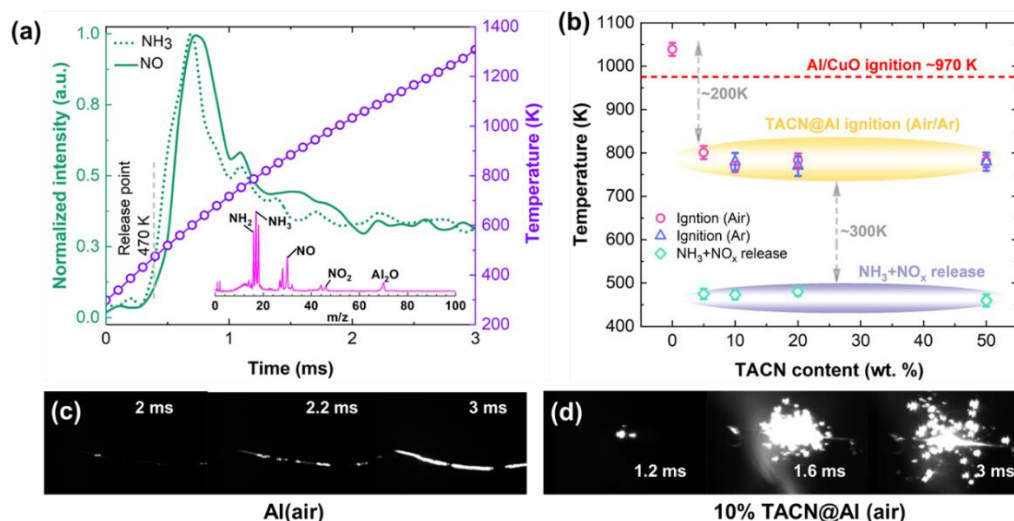 (a)
NH3
NO
Normalized intensity (a.u.)
1.0
0.8
0.5
0.3
0.0
Release point
470 K
NH₂
NH₃
NO
NO₂
Al₂O
0 20 40 60 80 100
m/z
0 1 2 3
Time (ms)
1400
1200
1000
800
600
400
200
Temperature (K)
(b)
1100
1000
900
800
750
700
600
500
450
400
Temperature (K)
Al/CuO ignition ~970 K
~200K
TACN@Al ignition (Air/Ar)
Igntion (Air)
Ignition (Ar)
NH₃+NOₓ release
~300K
NH₃+NOₓ release
0 10 20 30 40 50
TACN content (wt. %)
(c)
2 ms
2.2 ms
3 ms
Al(air)
(d)
1.2 ms
1.6 ms
3 ms
10% TACN@Al (air)